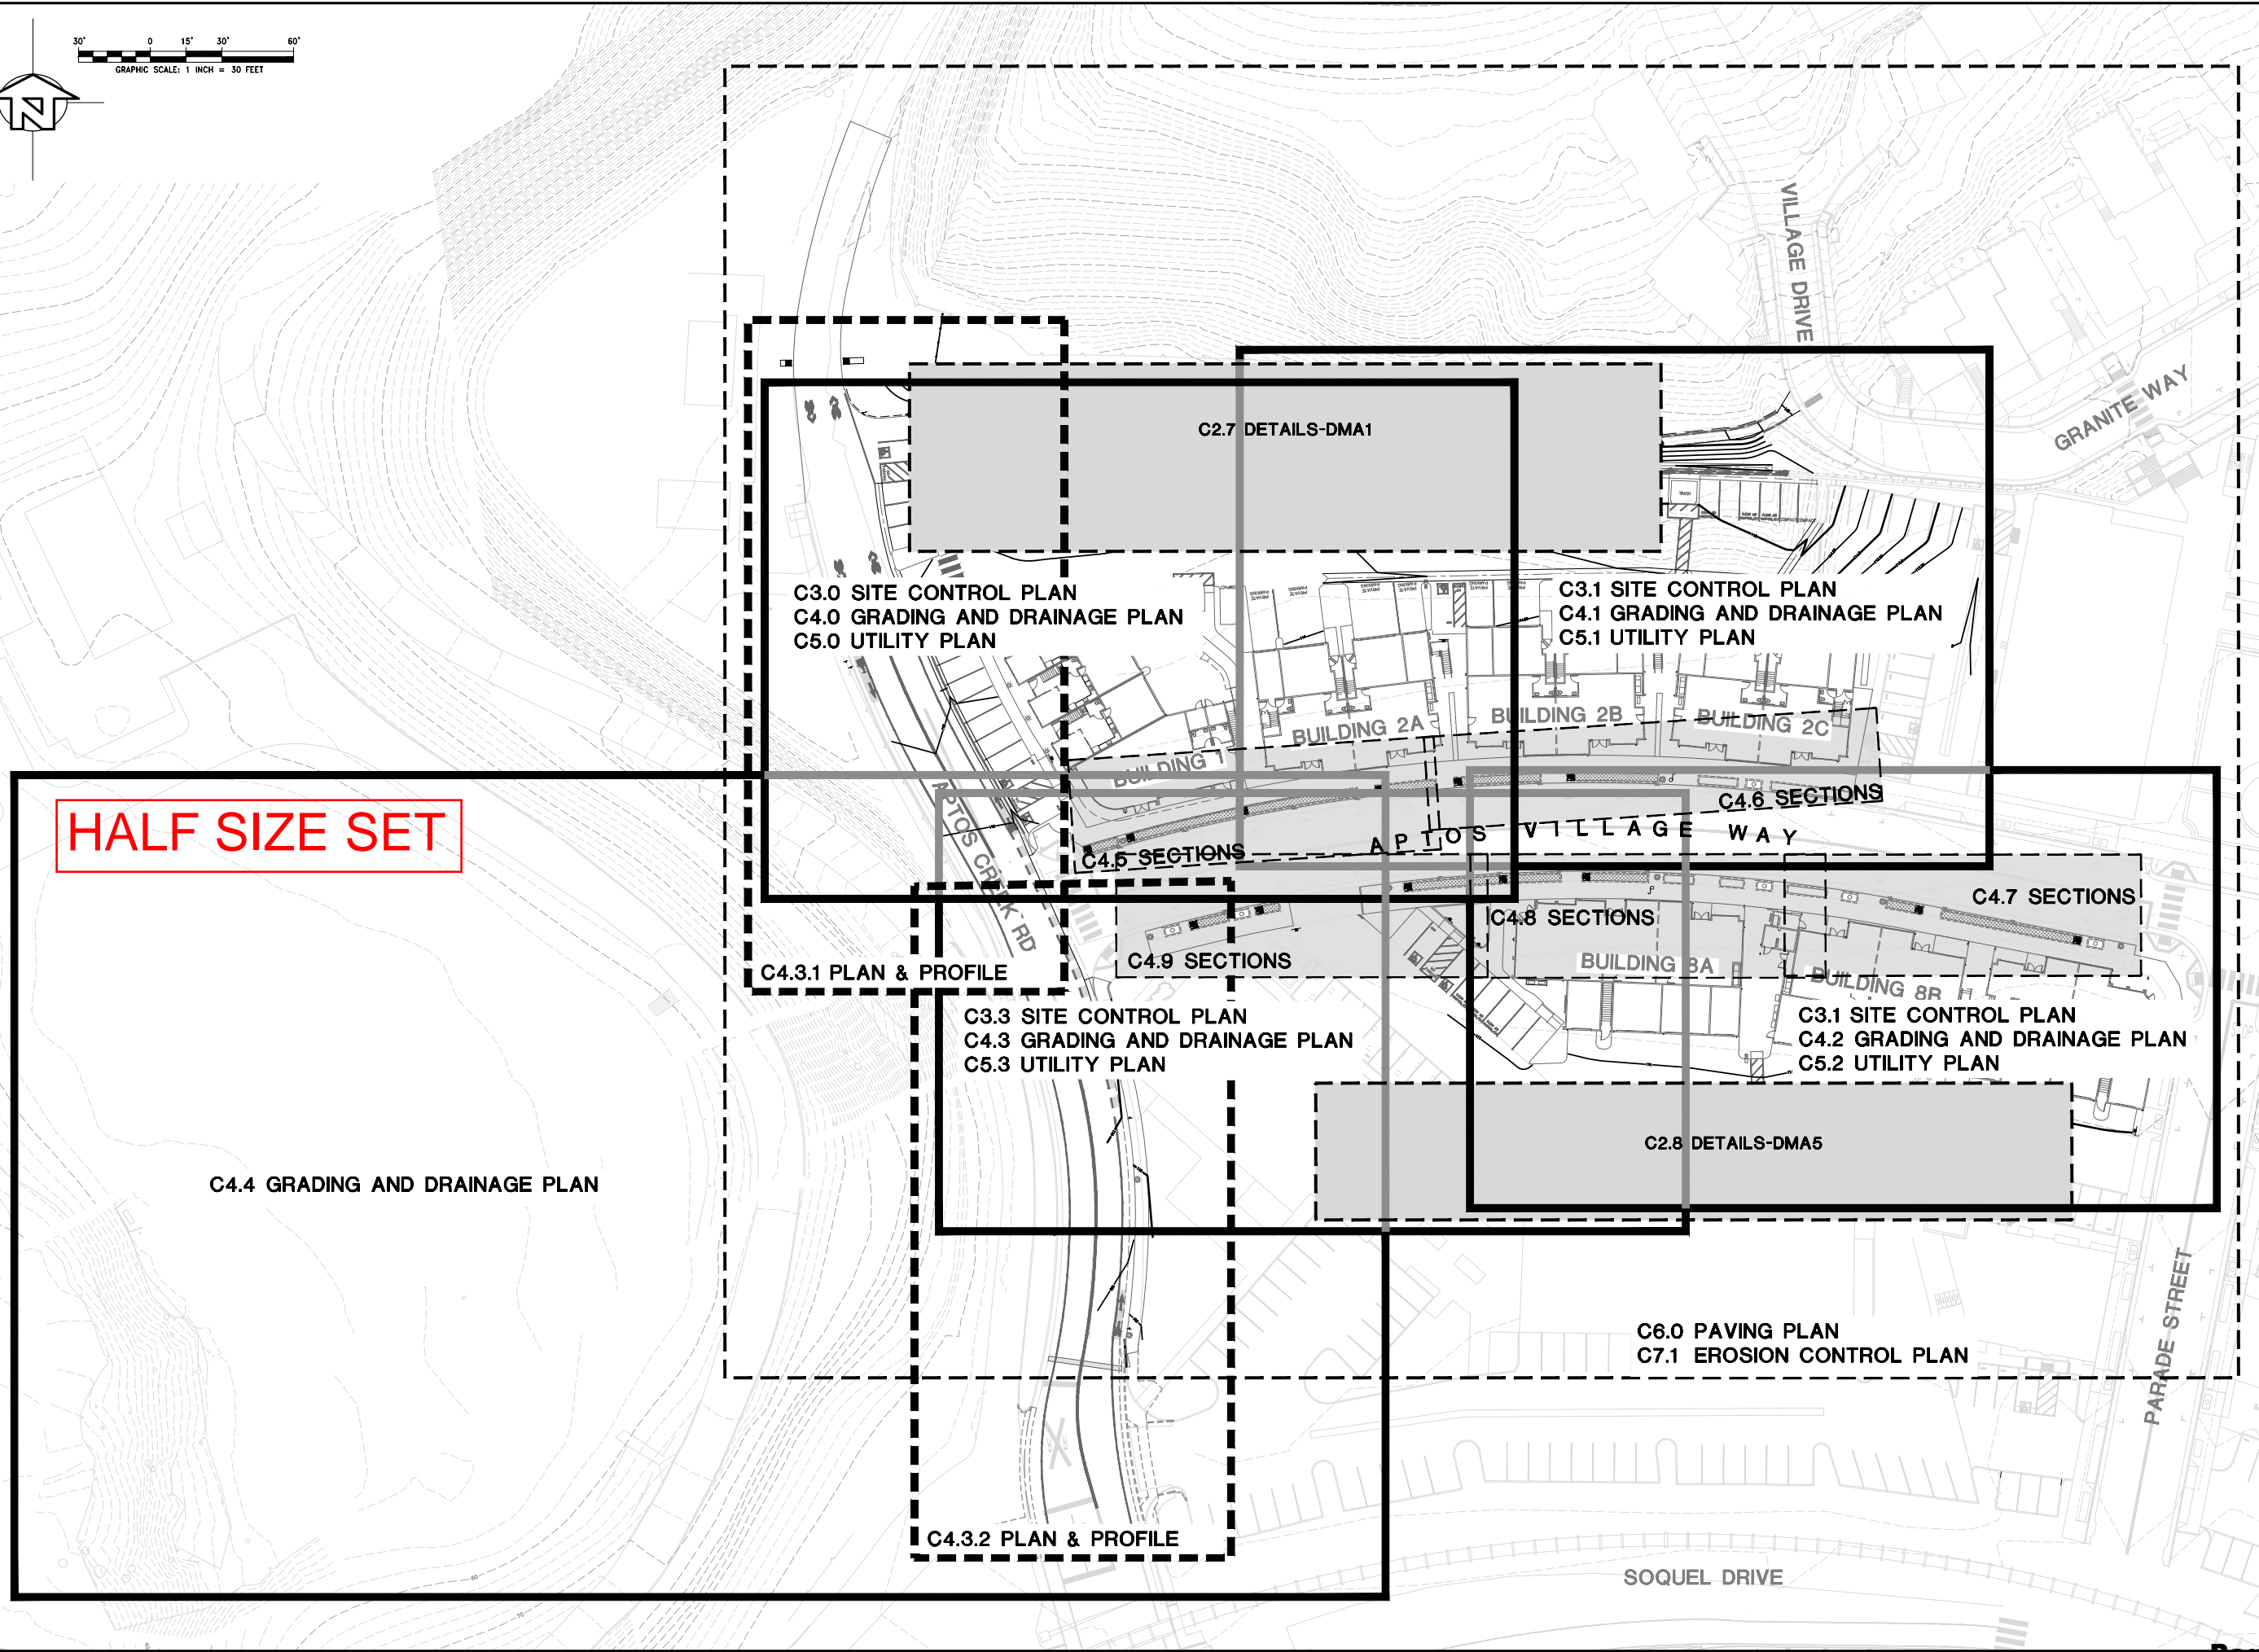 30' 0 15' 30' 60'
GRAPHIC SCALE: 1 INCH = 30 FEET
N
VILLAGE DRIVE
GRANITE WAY
C2.7 DETAILS-DMA1
TRASH
C3.0 SITE CONTROL PLAN
C4.0 GRADING AND DRAINAGE PLAN
C5.0 UTILITY PLAN
C3.1 SITE CONTROL PLAN
C4.1 GRADING AND DRAINAGE PLAN
C5.1 UTILITY PLAN
BUILDING 1
BUILDING 2A
BUILDING 2B
BUILDING 2C
HALF SIZE SET
APTOS CREEK RD
C4.6 SECTIONS
APTOS VILLAGE WAY
C4.5 SECTIONS
C4.7 SECTIONS
C4.8 SECTIONS
C4.9 SECTIONS
BUILDING 8A
BUILDING 8B
C4.3.1 PLAN & PROFILE
C3.3 SITE CONTROL PLAN
C4.3 GRADING AND DRAINAGE PLAN
C5.3 UTILITY PLAN
C3.1 SITE CONTROL PLAN
C4.2 GRADING AND DRAINAGE PLAN
C5.2 UTILITY PLAN
C2.8 DETAILS-DMA5
C4.4 GRADING AND DRAINAGE PLAN
C6.0 PAVING PLAN
C7.1 EROSION CONTROL PLAN
PARADE STREET
C4.3.2 PLAN & PROFILE
SOQUEL DRIVE